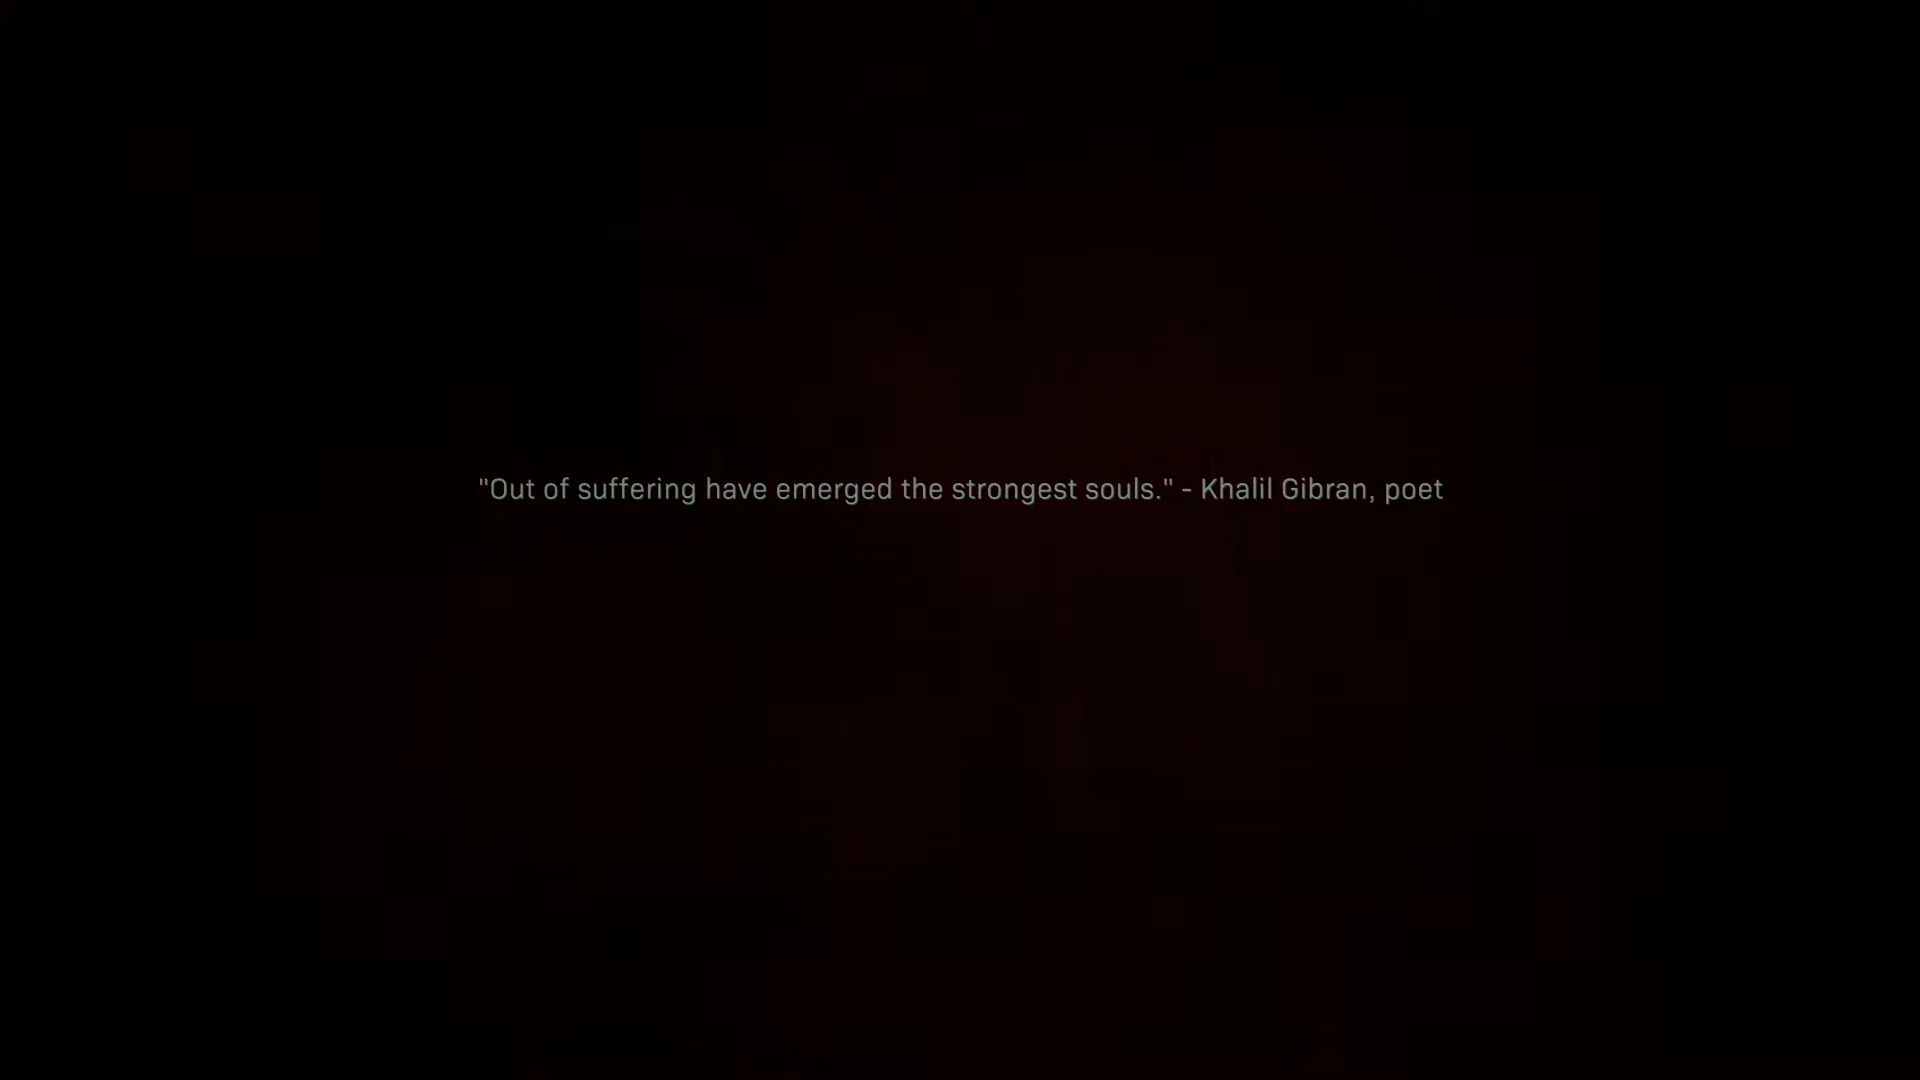 "Out of suffering have emerged the strongest souls." - Khalil Gibran, poet